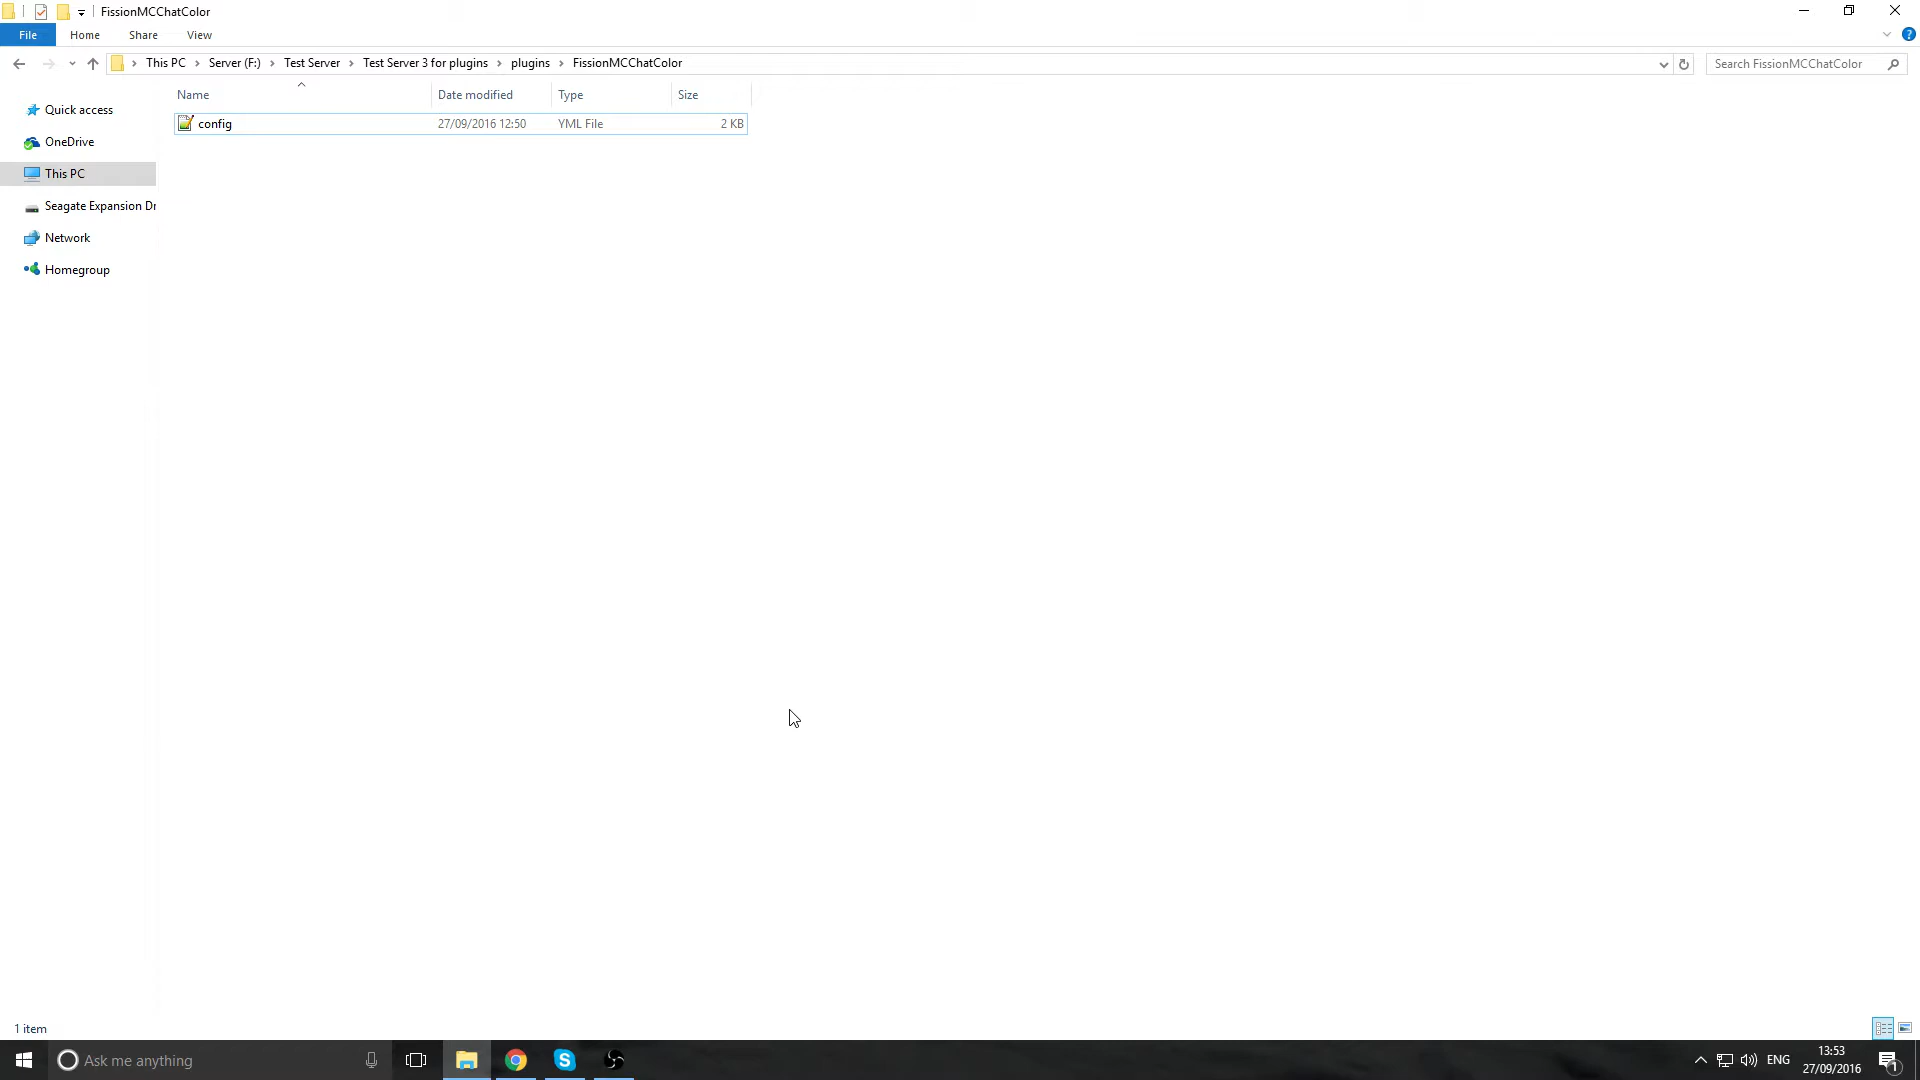 FissionMCChatColor
File Home Share View
This PC Server (F:) Test Server Test Server 3 for plugins plugins FissionMCChatColor Search FissionMCChatColor
Name Date modified Type Size
config 27/09/2016 12:50 YML File 2 KB
Quick access
OneDrive
This PC
Seagate Expansion Dr
Network
Homegroup
1 item
Ask me anything ENG 13:53
27/09/2016 1